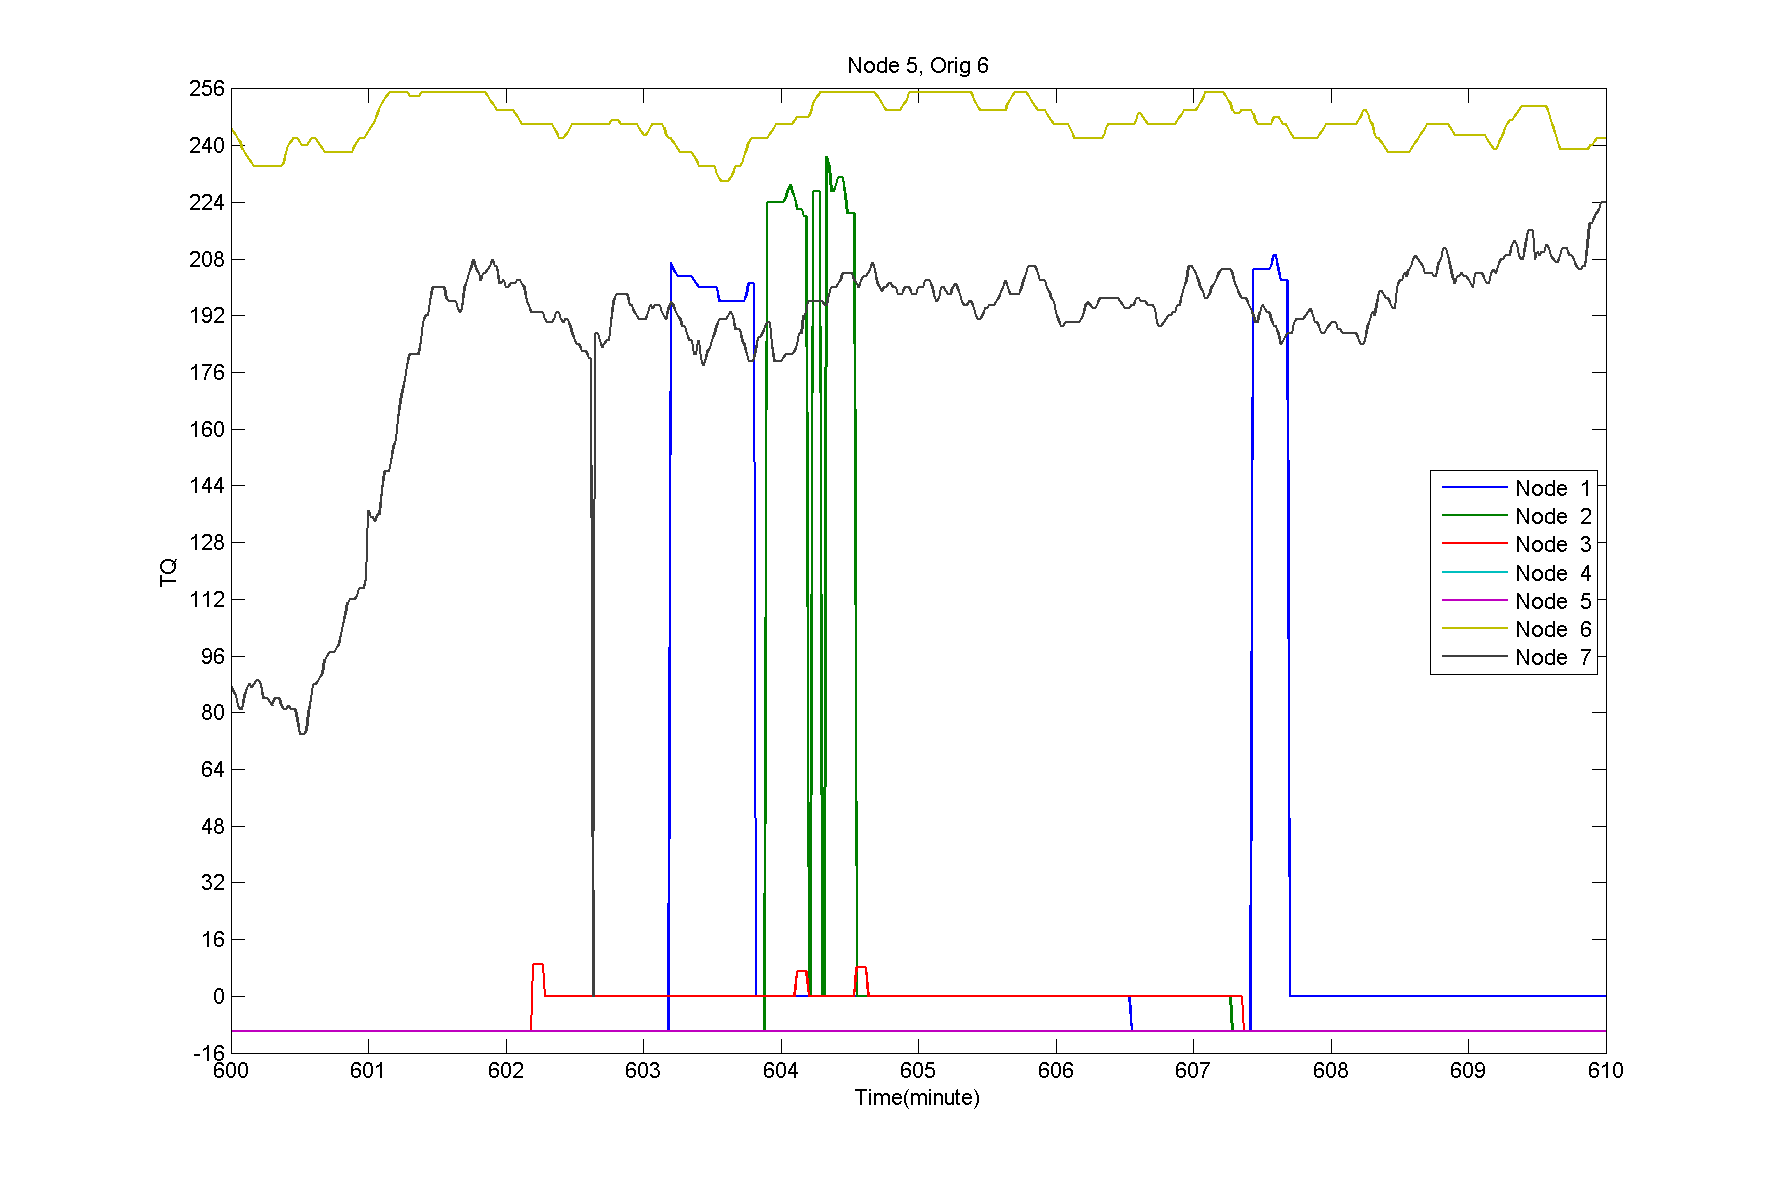 Node 5, Orig 6
256
240
224
208
192
176
160
144
128
112
96
80
64
48
32
16
0
-16
TQ
Node 1
Node 2
Node 3
Node 4
Node 5
Node 6
Node 7
600 601 602 603 604 605 606 607 608 609 610
Time(minute)